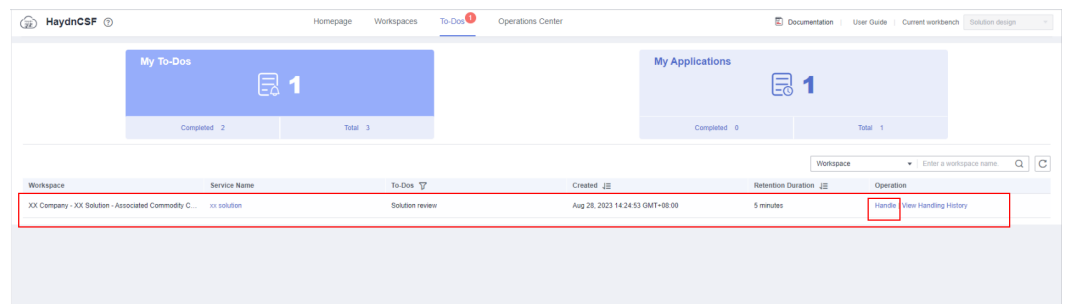 HaydnCSF Homepage Workspaces To-Dos 1 Operations Center Documentation User Guide Current workbench Solution design
My To-Dos
1
Completed 2 Total 3
My Applications
1
Completed 0 Total 1
Workspace Enter a workspace name.
Workspace Service Name To-Dos Created Retention Duration Operation
XX Company - XX Solution - Associated Commodity C... xx solution Solution review Aug 28, 2023 14:24:53 GMT+08:00 5 minutes Handle | View Handling History